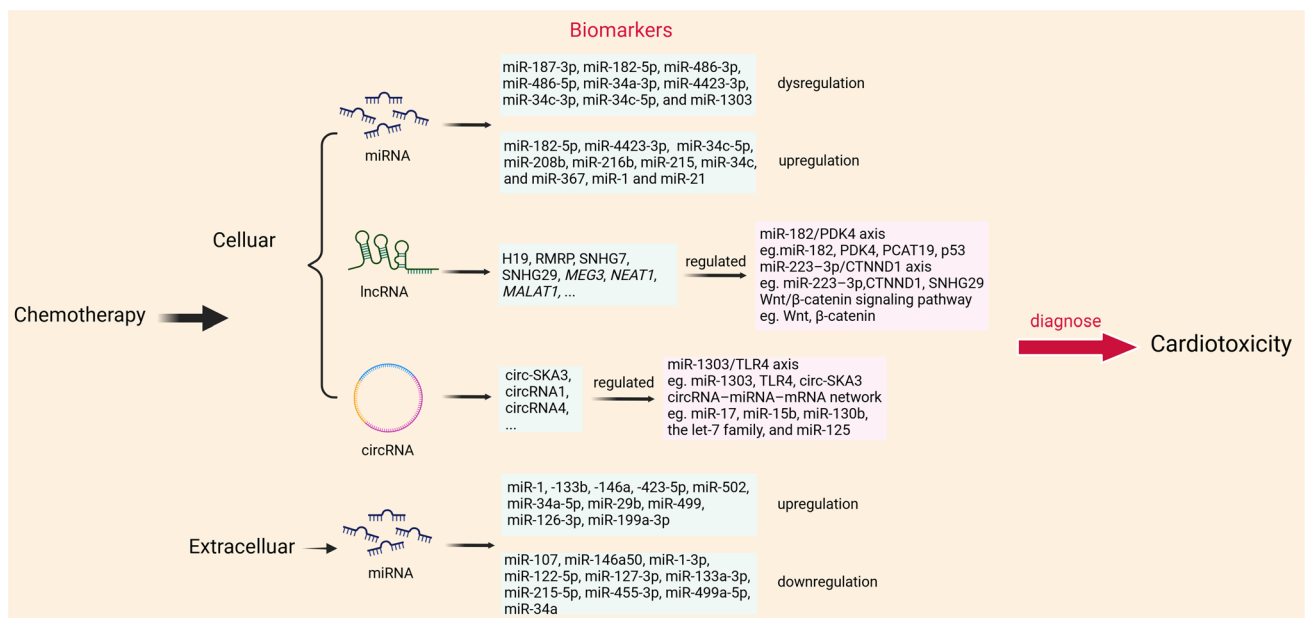 Biomarkers
miR-187-3p, miR-182-5p, miR-486-3p,
miR-486-5p, miR-34a-3p, miR-4423-3p,
miR-34c-3p, miR-34c-5p, and miR-1303
dysregulation
miRNA
miR-182-5p, miR-4423-3p, miR-34c-5p,
miR-208b, miR-216b, miR-215, miR-34c,
and miR-367, miR-1 and miR-21
upregulation
Celluar
lncRNA
H19, RMRP, SNHG7,
SNHG29, MEG3, NEAT1,
MALAT1, ...
regulated
miR-182/PDK4 axis
eg.miR-182, PDK4, PCAT19, p53
miR-223–3p/CTNND1 axis
eg. miR-223–3p,CTNND1, SNHG29
Wnt/β-catenin signaling pathway
eg. Wnt, β-catenin
Chemotherapy
diagnose
Cardiotoxicity
circRNA
circ-SKA3,
circRNA1,
circRNA4,
...
regulated
miR-1303/TLR4 axis
eg. miR-1303, TLR4, circ-SKA3
circRNA–miRNA–mRNA network
eg. miR-17, miR-15b, miR-130b,
the let-7 family, and miR-125
Extracelluar
miRNA
miR-1, -133b, -146a, -423-5p, miR-502,
miR-34a-5p, miR-29b, miR-499,
miR-126-3p, miR-199a-3p
upregulation
miR-107, miR-146a50, miR-1-3p,
miR-122-5p, miR-127-3p, miR-133a-3p,
miR-215-5p, miR-455-3p, miR-499a-5p,
miR-34a
downregulation